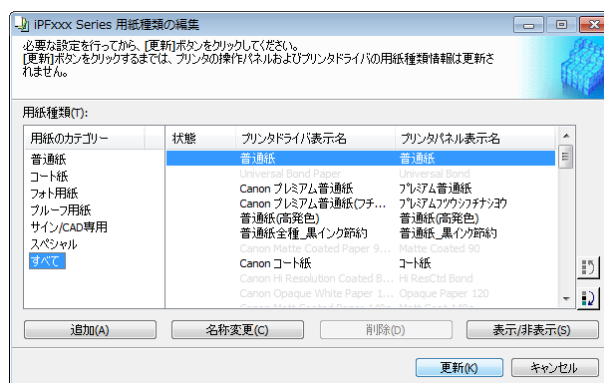 iPFxxx Series 用紙種類の編集
必要な設定を行ってから、[更新]ボタンをクリックしてください。
[更新]ボタンをクリックするまでは、プリンタの操作パネルおよびプリンタドライバの用紙種類情報は更新さ
れません。
用紙種類(T):
用紙のカテゴリー 状態 プリンタドライバ表示名 プリンタパネル表示名
普通紙
コート紙
フォト用紙
プルーフ用紙
サイン/CAD専用
スペシャル
すべて
普通紙 普通紙
Universal Bond Paper Universal Bond
Canon プレミアム普通紙 プレミアム普通紙
Canon プレミアム普通紙(フチ... プレミアムフツウシフチナシヨウ
普通紙(高発色) 普通紙(高発色)
普通紙全種_黒インク節約 普通紙_黒インク節約
Canon Matte Coated Paper 9... Matte Coated 90
Canon コート紙 コート紙
Canon Hi Resolution Coated B... Hi ResCtd Bond
Canon Opaque White Paper 1... Opaque Paper 120
追加(A) 名称変更(C) 削除(D) 表示/非表示(S)
更新(K) キャンセル